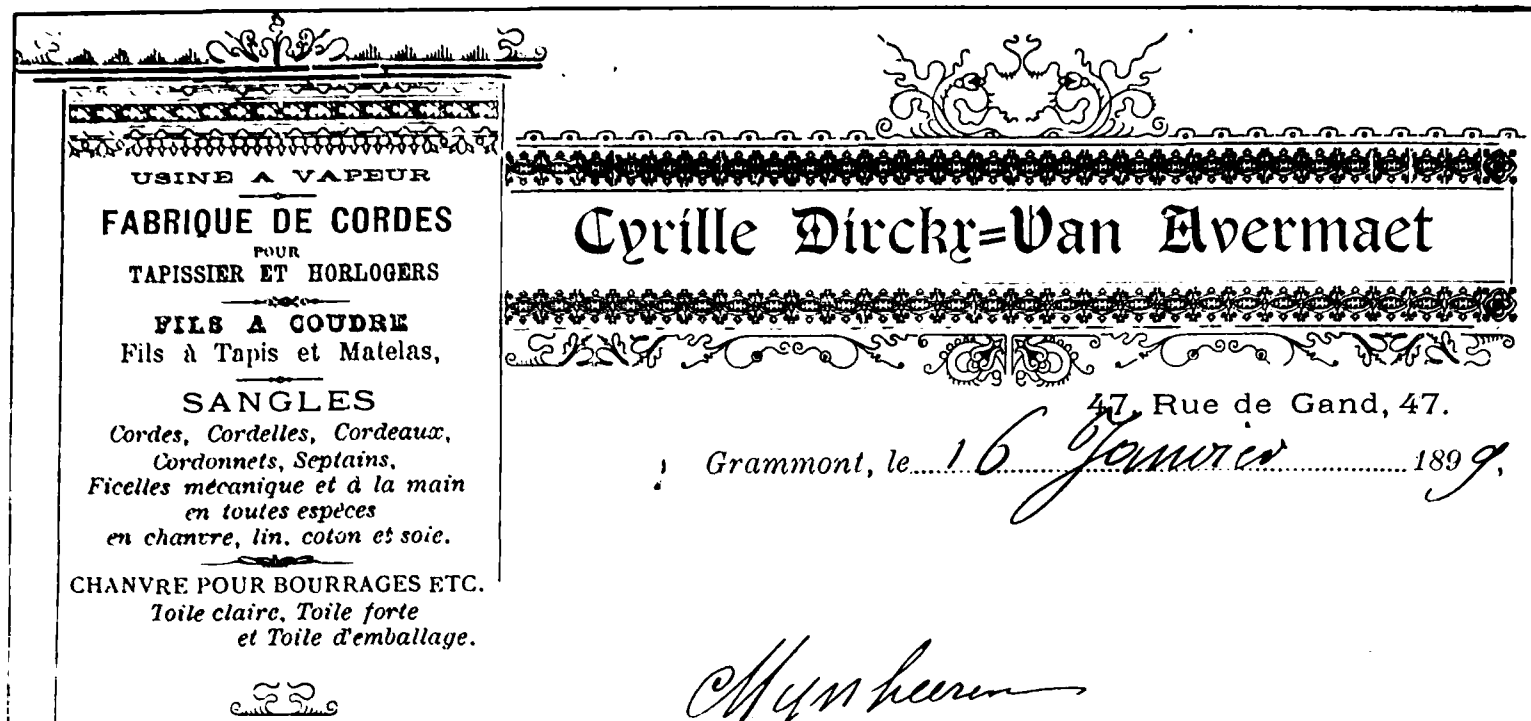 USINE A VAPEUR
FABRIQUE DE CORDES
POUR
TAPISSIER ET HORLOGERS
FILS A COUDRE
Fils à Tapis et Matelas,
SANGLES
Cordes, Cordelles, Cordeaux,
Cordonnets, Septains,
Ficelles mécanique et à la main
en toutes espèces
en chanvre, lin, coton et soie.
CHANVRE POUR BOURRAGES ETC.
Toile claire, Toile forte
et Toile d'emballage.
Cyrille Dirckx=Van Avermaet
47, Rue de Gand, 47.
Grammont, le 16 Janvier 1899.
Mynheeren